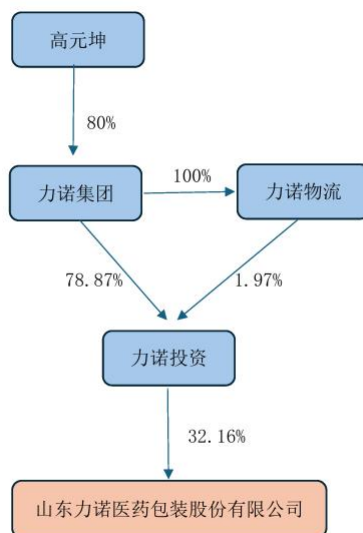 高元坤
80%
力诺集团
100%
力诺物流
78.87%
1.97%
力诺投资
32.16%
山东力诺医药包装股份有限公司